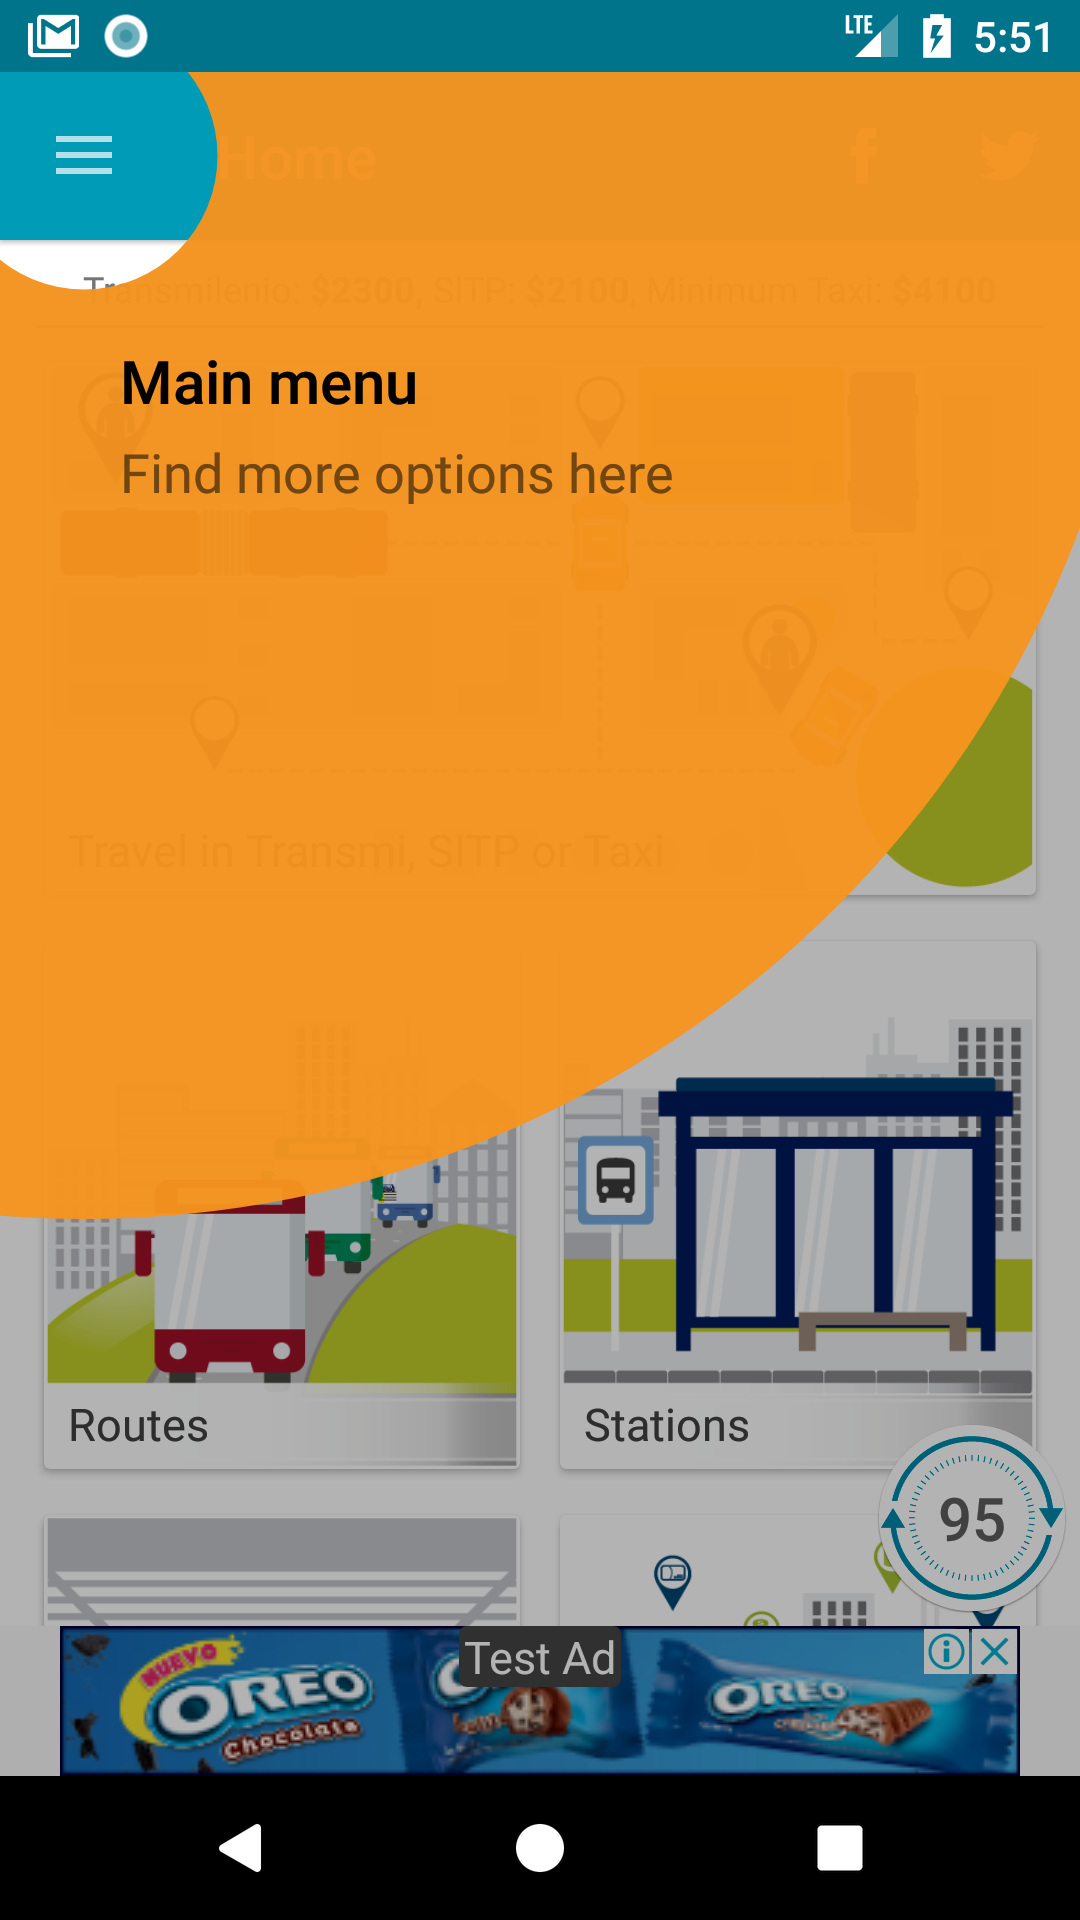 LTE 5:51
Home
Transmilenio: $2300, SITP: $2100, Minimum Taxi: $4100
Main menu
Find more options here
Travel in Transmi, SITP or Taxi
Routes
Stations
95
Test Ad
NUEVO
OREO
OREO
Chocolate